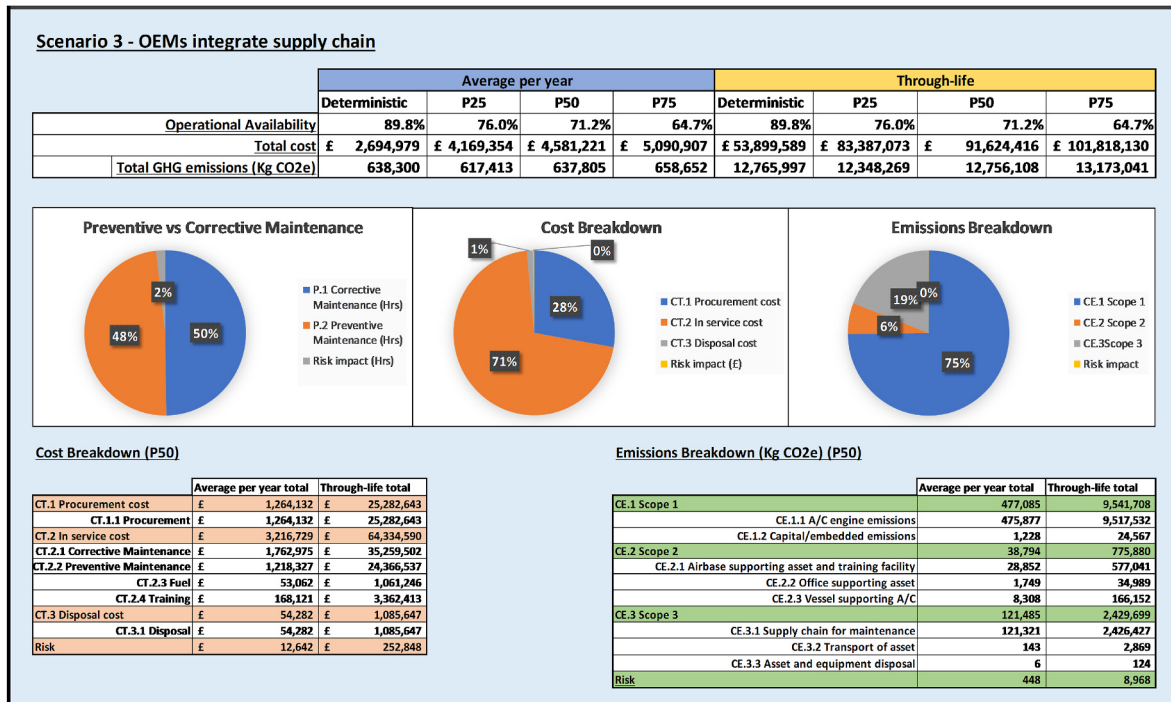 Scenario 3 - OEMs integrate supply chain
Average per year Through-life
Deterministic P25 P50 P75 Deterministic P25 P50 P75
Operational Availability 89.8% 76.0% 71.2% 64.7% 89.8% 76.0% 71.2% 64.7%
Total cost £ 2,694,979 £ 4,169,354 £ 4,581,221 £ 5,090,907 £ 53,899,589 £ 83,387,073 £ 91,624,416 £ 101,818,130
Total GHG emissions (Kg CO2e) 638,300 617,413 637,805 658,652 12,765,997 12,348,269 12,756,108 13,173,041
Preventive vs Corrective Maintenance
2%
48%
50%
P.1 Corrective
Maintenance (Hrs)
P.2 Preventive
Maintenance (Hrs)
Risk impact (Hrs)
Cost Breakdown
1%
0%
28%
71%
CT.1 Procurement cost
CT.2 In service cost
CT.3 Disposal cost
Risk impact (£)
Emissions Breakdown
19%
0%
6%
75%
CE.1 Scope 1
CE.2 Scope 2
CE.3Scope 3
Risk impact
Cost Breakdown (P50)
Average per year total Through-life total
CT.1 Procurement cost £ 1,264,132 £ 25,282,643
CT.1.1 Procurement £ 1,264,132 £ 25,282,643
CT.2 In service cost £ 3,216,729 £ 64,334,590
CT.2.1 Corrective Maintenance £ 1,762,975 £ 35,259,502
CT.2.2 Preventive Maintenance £ 1,218,327 £ 24,366,537
CT.2.3 Fuel £ 53,062 £ 1,061,246
CT.2.4 Training £ 168,121 £ 3,362,413
CT.3 Disposal cost £ 54,282 £ 1,085,647
CT.3.1 Disposal £ 54,282 £ 1,085,647
Risk £ 12,642 £ 252,848
Emissions Breakdown (Kg CO2e) (P50)
Average per year total Through-life total
CE.1 Scope 1 477,085 9,541,708
CE.1.1 A/C engine emissions 475,877 9,517,532
CE.1.2 Capital/embedded emissions 1,228 24,567
CE.2 Scope 2 38,794 775,880
CE.2.1 Airbase supporting asset and training facility 28,852 577,041
CE.2.2 Office supporting asset 1,749 34,989
CE.2.3 Vessel supporting A/C 8,308 166,152
CE.3 Scope 3 121,485 2,429,699
CE.3.1 Supply chain for maintenance 121,321 2,426,427
CE.3.2 Transport of asset 143 2,869
CE.3.3 Asset and equipment disposal 6 124
Risk 448 8,968